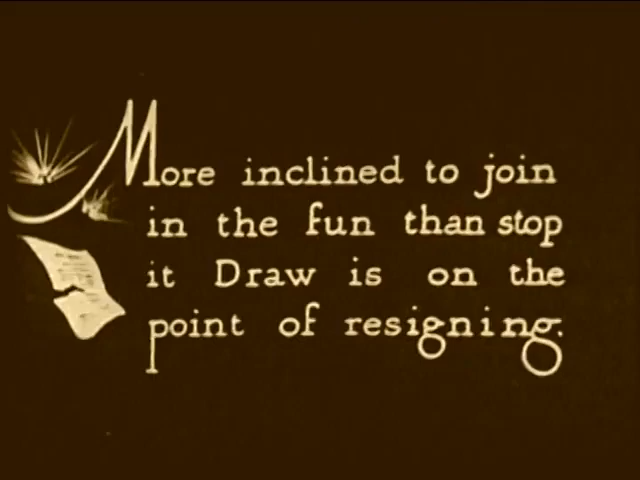 More inclined to join
in the fun than stop
it Draw is on the
point of resigning.